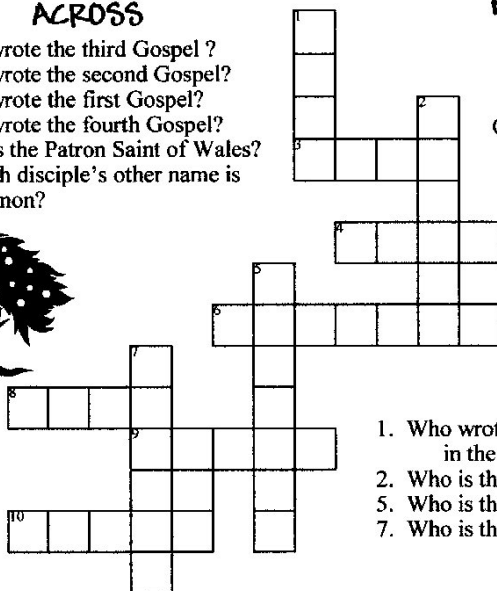 ACROSS
wrote the third Gospel ?
wrote the second Gospel?
wrote the first Gospel?
wrote the fourth Gospel?
s the Patron Saint of Wales?
h disciple's other name is
mon?
1
2
3
4
5
6
7
8
9
10
1. Who wrot
in the
2. Who is th
5. Who is th
7. Who is th